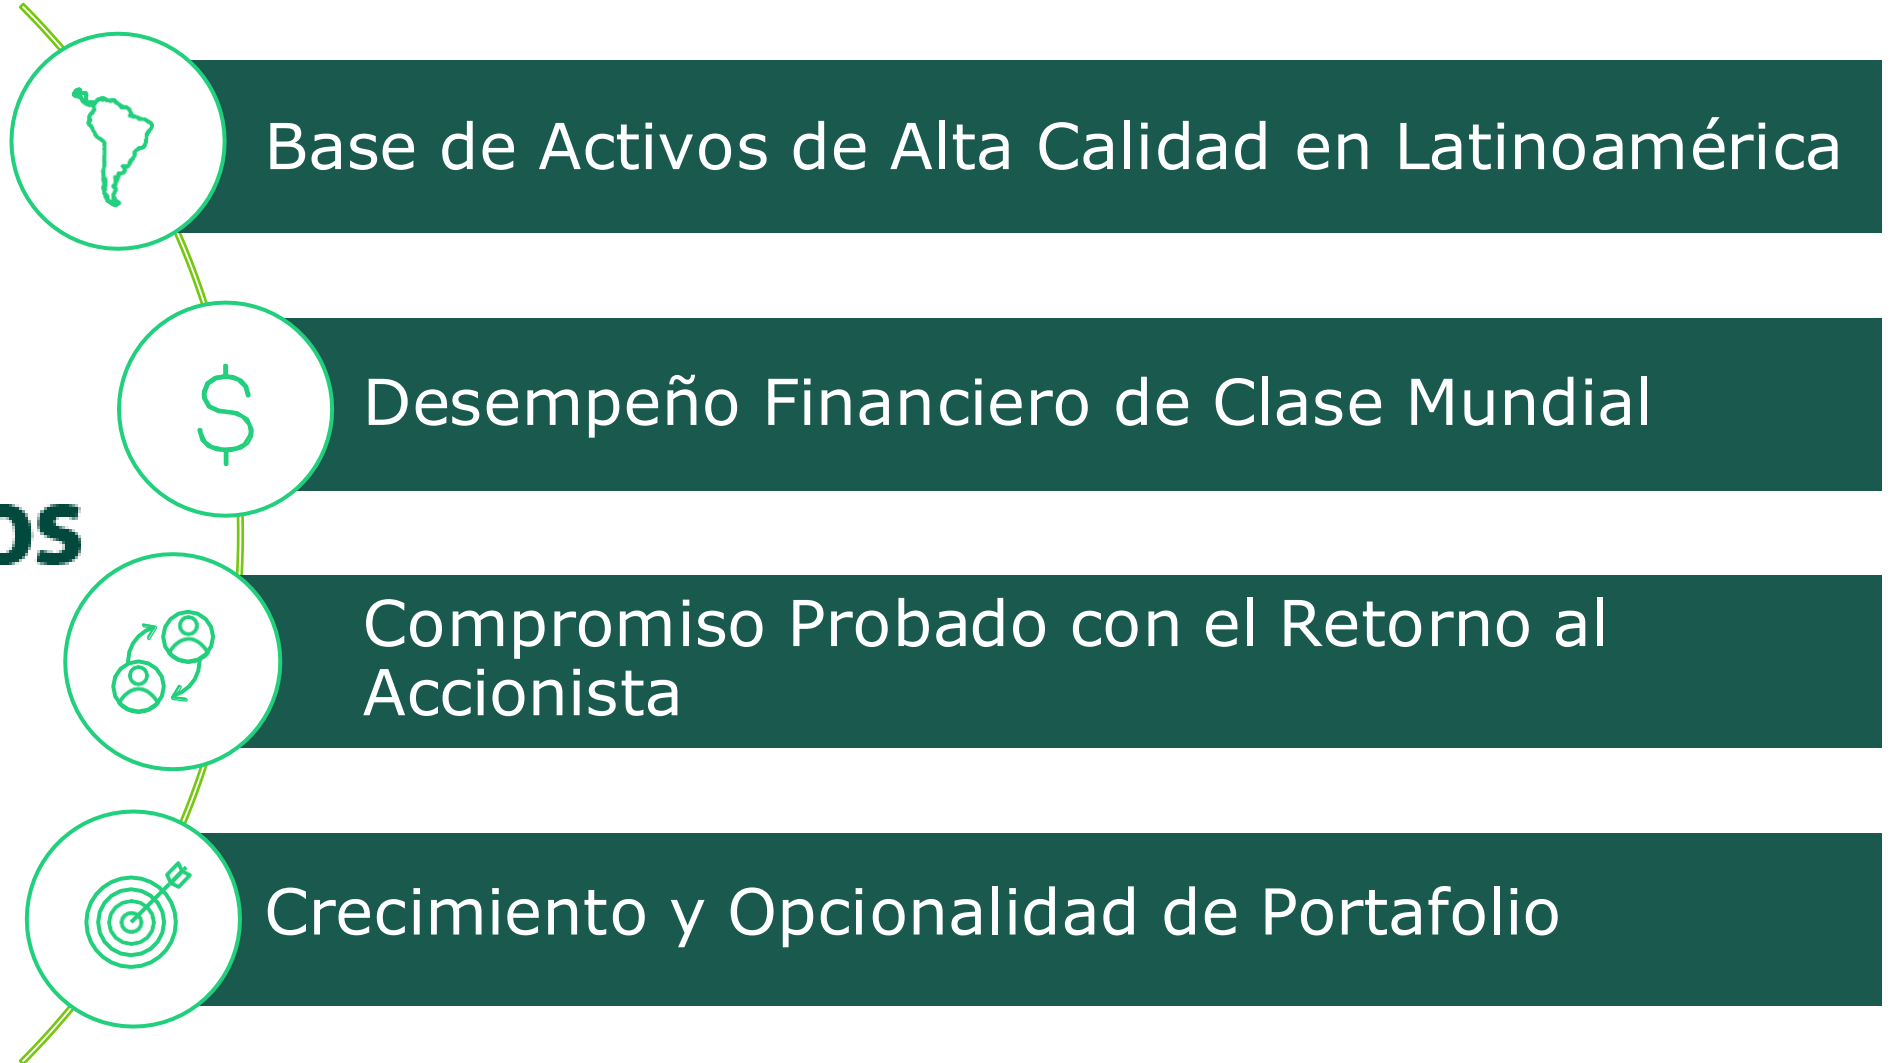 Base de Activos de Alta Calidad en Latinoamérica
$
Desempeño Financiero de Clase Mundial
os
Compromiso Probado con el Retorno al
Accionista
Crecimiento y Opcionalidad de Portafolio